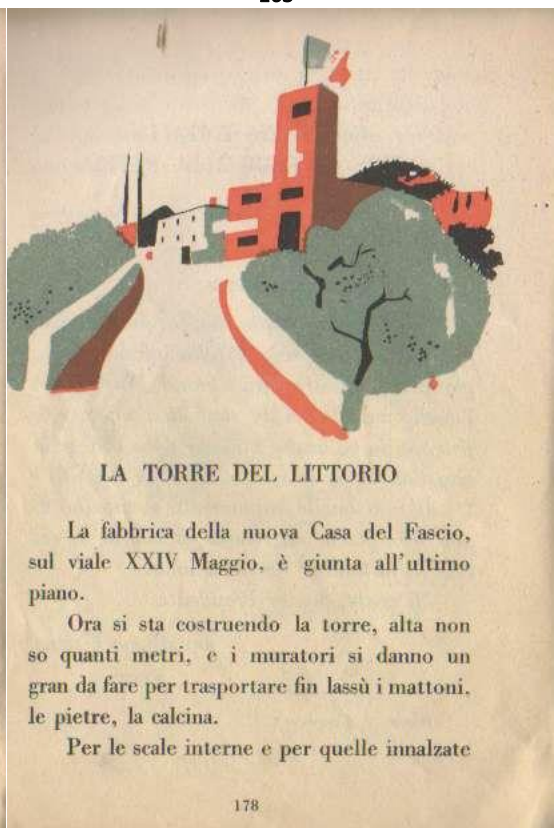 LA TORRE DEL LITTORIO
La fabbrica della nuova Casa del Fascio,
sul viale XXIV Maggio, è giunta all'ultimo
piano.
Ora si sta costruendo la torre, alta non
so quanti metri, e i muratori si danno un
gran da fare per trasportare fin lassù i mattoni,
le pietre, la calcina.
Per le scale interne e per quelle innalzate
178